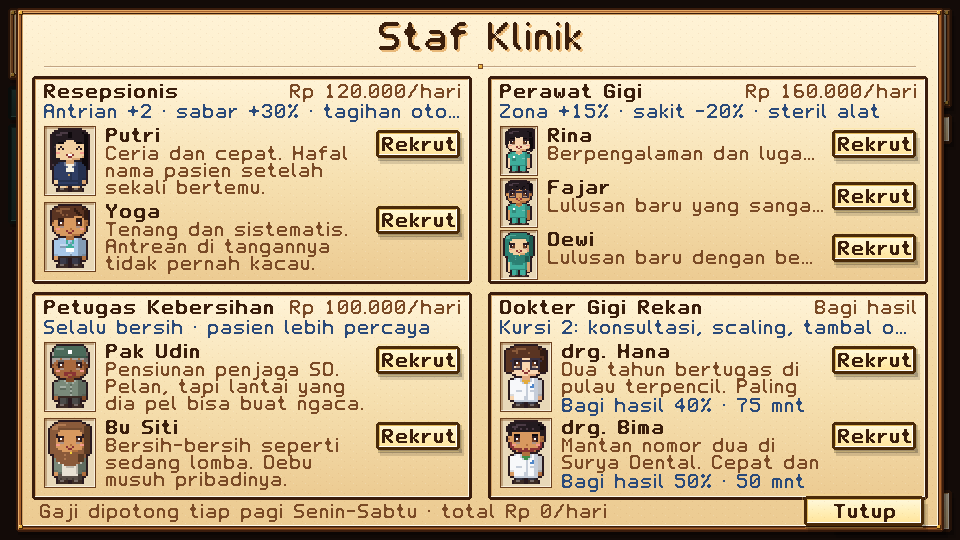 Staf Klinik
Resepsionis Rp 120.000/hari
Antrian +2 · sabar +30% · tagihan oto...
Putri
Rekrut
Ceria dan cepat. Hafal
nama pasien setelah
sekali bertemu.
Yoga
Rekrut
Tenang dan sistematis.
Antrean di tangannya
tidak pernah kacau.
Perawat Gigi Rp 160.000/hari
Zona +15% · sakit -20% · steril alat
Rina
Rekrut
Berpengalaman dan luga...
Fajar
Rekrut
Lulusan baru yang sanga...
Dewi
Rekrut
Lulusan baru dengan be...
Petugas Kebersihan Rp 100.000/hari
Selalu bersih · pasien lebih percaya
Pak Udin
Rekrut
Pensiunan penjaga SD.
Pelan, tapi lantai yang
dia pel bisa buat ngaca.
Bu Siti
Rekrut
Bersih-bersih seperti
sedang lomba. Debu
musuh pribadinya.
Dokter Gigi Rekan Bagi hasil
Kursi 2: konsultasi, scaling, tambal o...
drg. Hana
Rekrut
Dua tahun bertugas di
pulau terpencil. Paling
Bagi hasil 40% · 75 mnt
drg. Bima
Rekrut
Mantan nomor dua di
Surya Dental. Cepat dan
Bagi hasil 50% · 50 mnt
Gaji dipotong tiap pagi Senin-Sabtu · total Rp 0/hari
Tutup